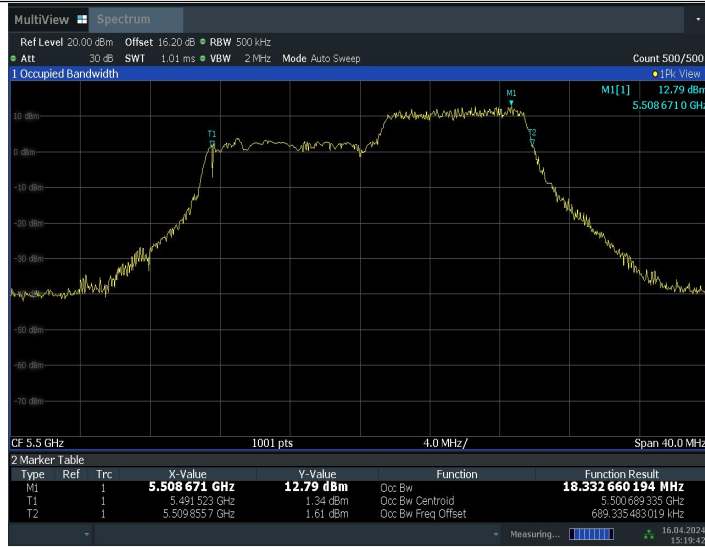 MultiView Spectrum
Ref Level 20.00 dBm Offset 16.20 dB RBW 500 kHz
Att 30 dB SWT 1.01 ms VBW 2 MHz Mode Auto Sweep Count 500/500
1 Occupied Bandwidth 1Pk View
M1[1] 12.79 dBm
5.508 671 0 GHz
M1
10 dBm
T1
T2
0 dBm
-10 dBm
-20 dBm
-30 dBm
-50 dBm
-60 dBm
-70 dBm
CF 5.5 GHz 1001 pts 4.0 MHz/ Span 40.0 MHz
2 Marker Table
Type Ref Trc X-Value Y-Value Function Function Result
M1 1 5.508 671 GHz 12.79 dBm Occ Bw 18.332 660 194 MHz
T1 1 5.491 523 GHz 1.34 dBm Occ Bw Centroid 5.500 689 335 GHz
T2 1 5.509 855 7 GHz 1.61 dBm Occ Bw Freq Offset 689.335 483 019 kHz
Measuring... 16.04.2024
15:19:42